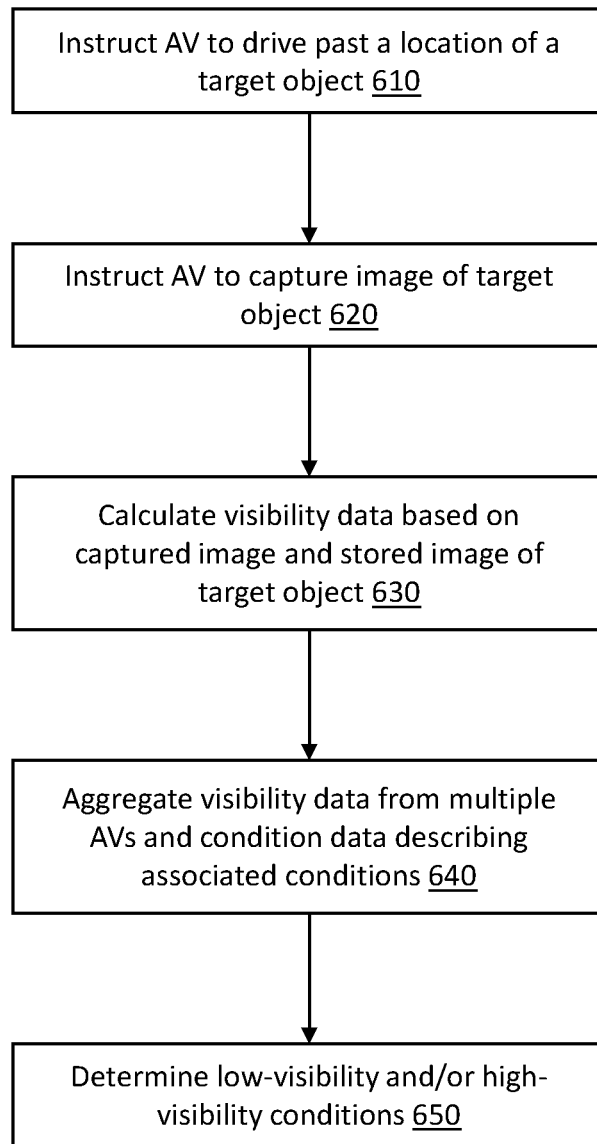 Instruct AV to drive past a location of a
target object 610
Instruct AV to capture image of target
object 620
Calculate visibility data based on
captured image and stored image of
target object 630
Aggregate visibility data from multiple
AVs and condition data describing
associated conditions 640
Determine low-visibility and/or high-
visibility conditions 650